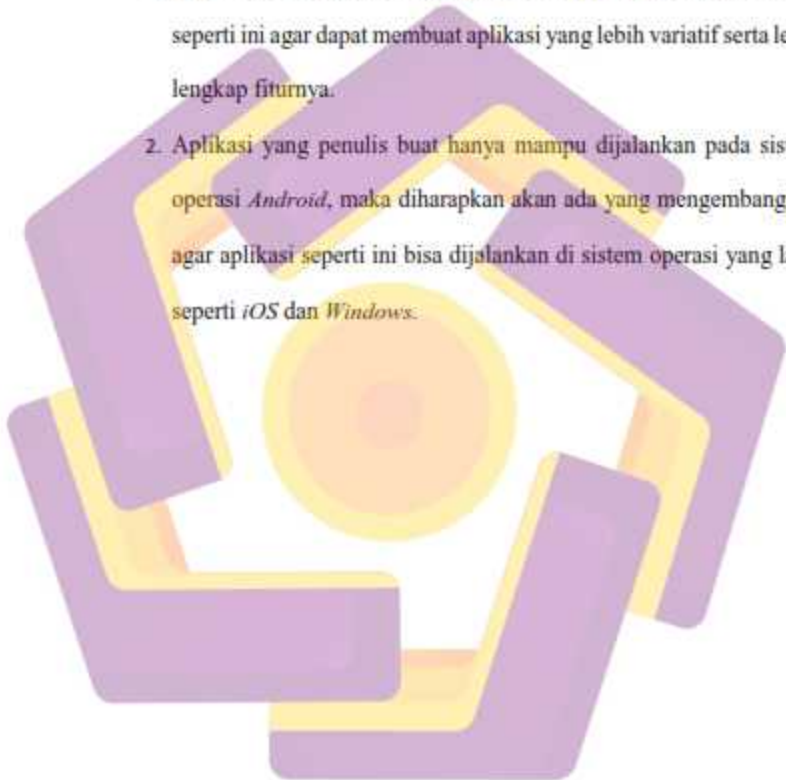 seperti ini agar dapat membuat aplikasi yang lebih variatif serta le
lengkap fiturnya.
2. Aplikasi yang penulis buat hanya mampu dijalankan pada sis
operasi Android, maka diharapkan akan ada yang mengembang
agar aplikasi seperti ini bisa dijalankan di sistem operasi yang l
seperti iOS dan Windows.